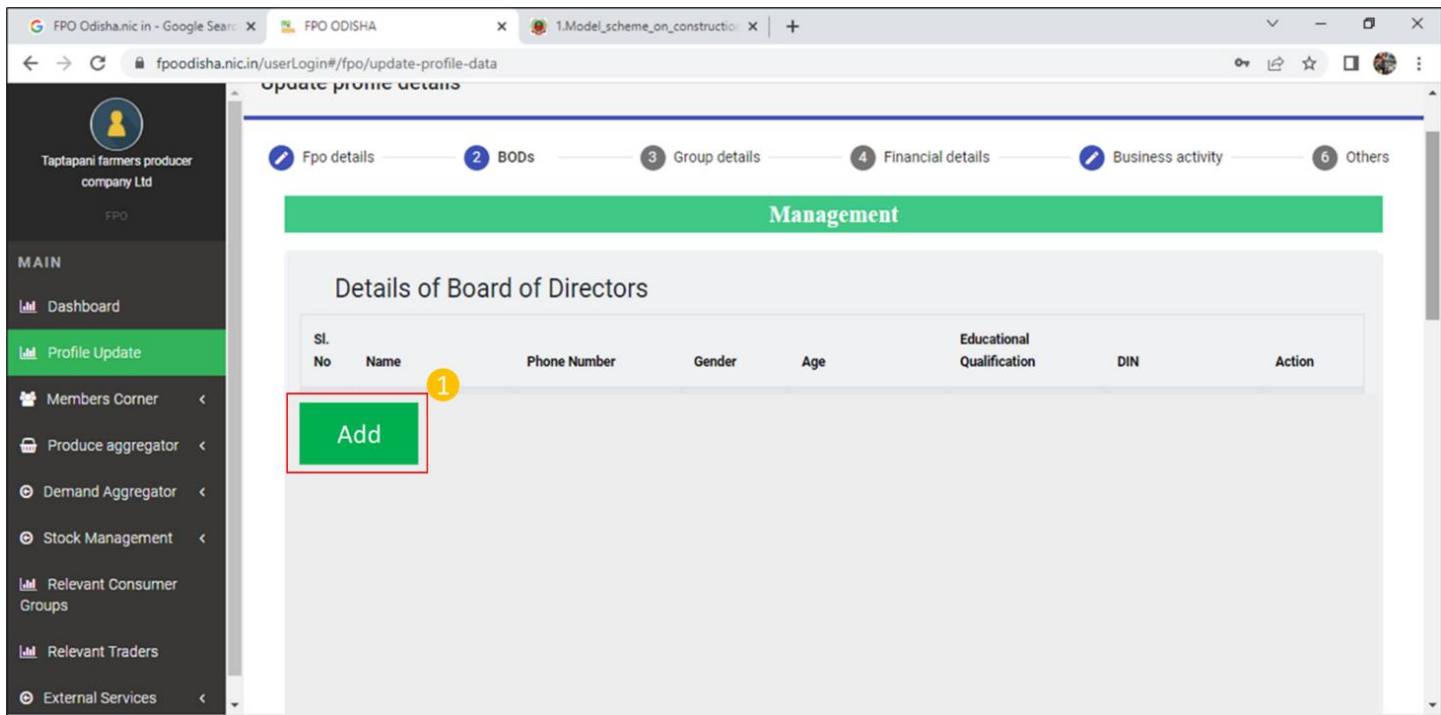 FPO Odisha.nic in - Google Searc
FPO ODISHA
1.Model_scheme_on_constructio
fpoodisha.nic.in/userLogin#/fpo/update-profile-data
Update profile details
Taptapani farmers producer
company Ltd
FPO
MAIN
Dashboard
Profile Update
Members Corner
Produce aggregator
Demand Aggregator
Stock Management
Relevant Consumer
Groups
Relevant Traders
External Services
Fpo details
2 BODs
3 Group details
4 Financial details
Business activity
6 Others
Management
Details of Board of Directors
Sl.
No
Name
Phone Number
Gender
Age
Educational
Qualification
DIN
Action
1
Add